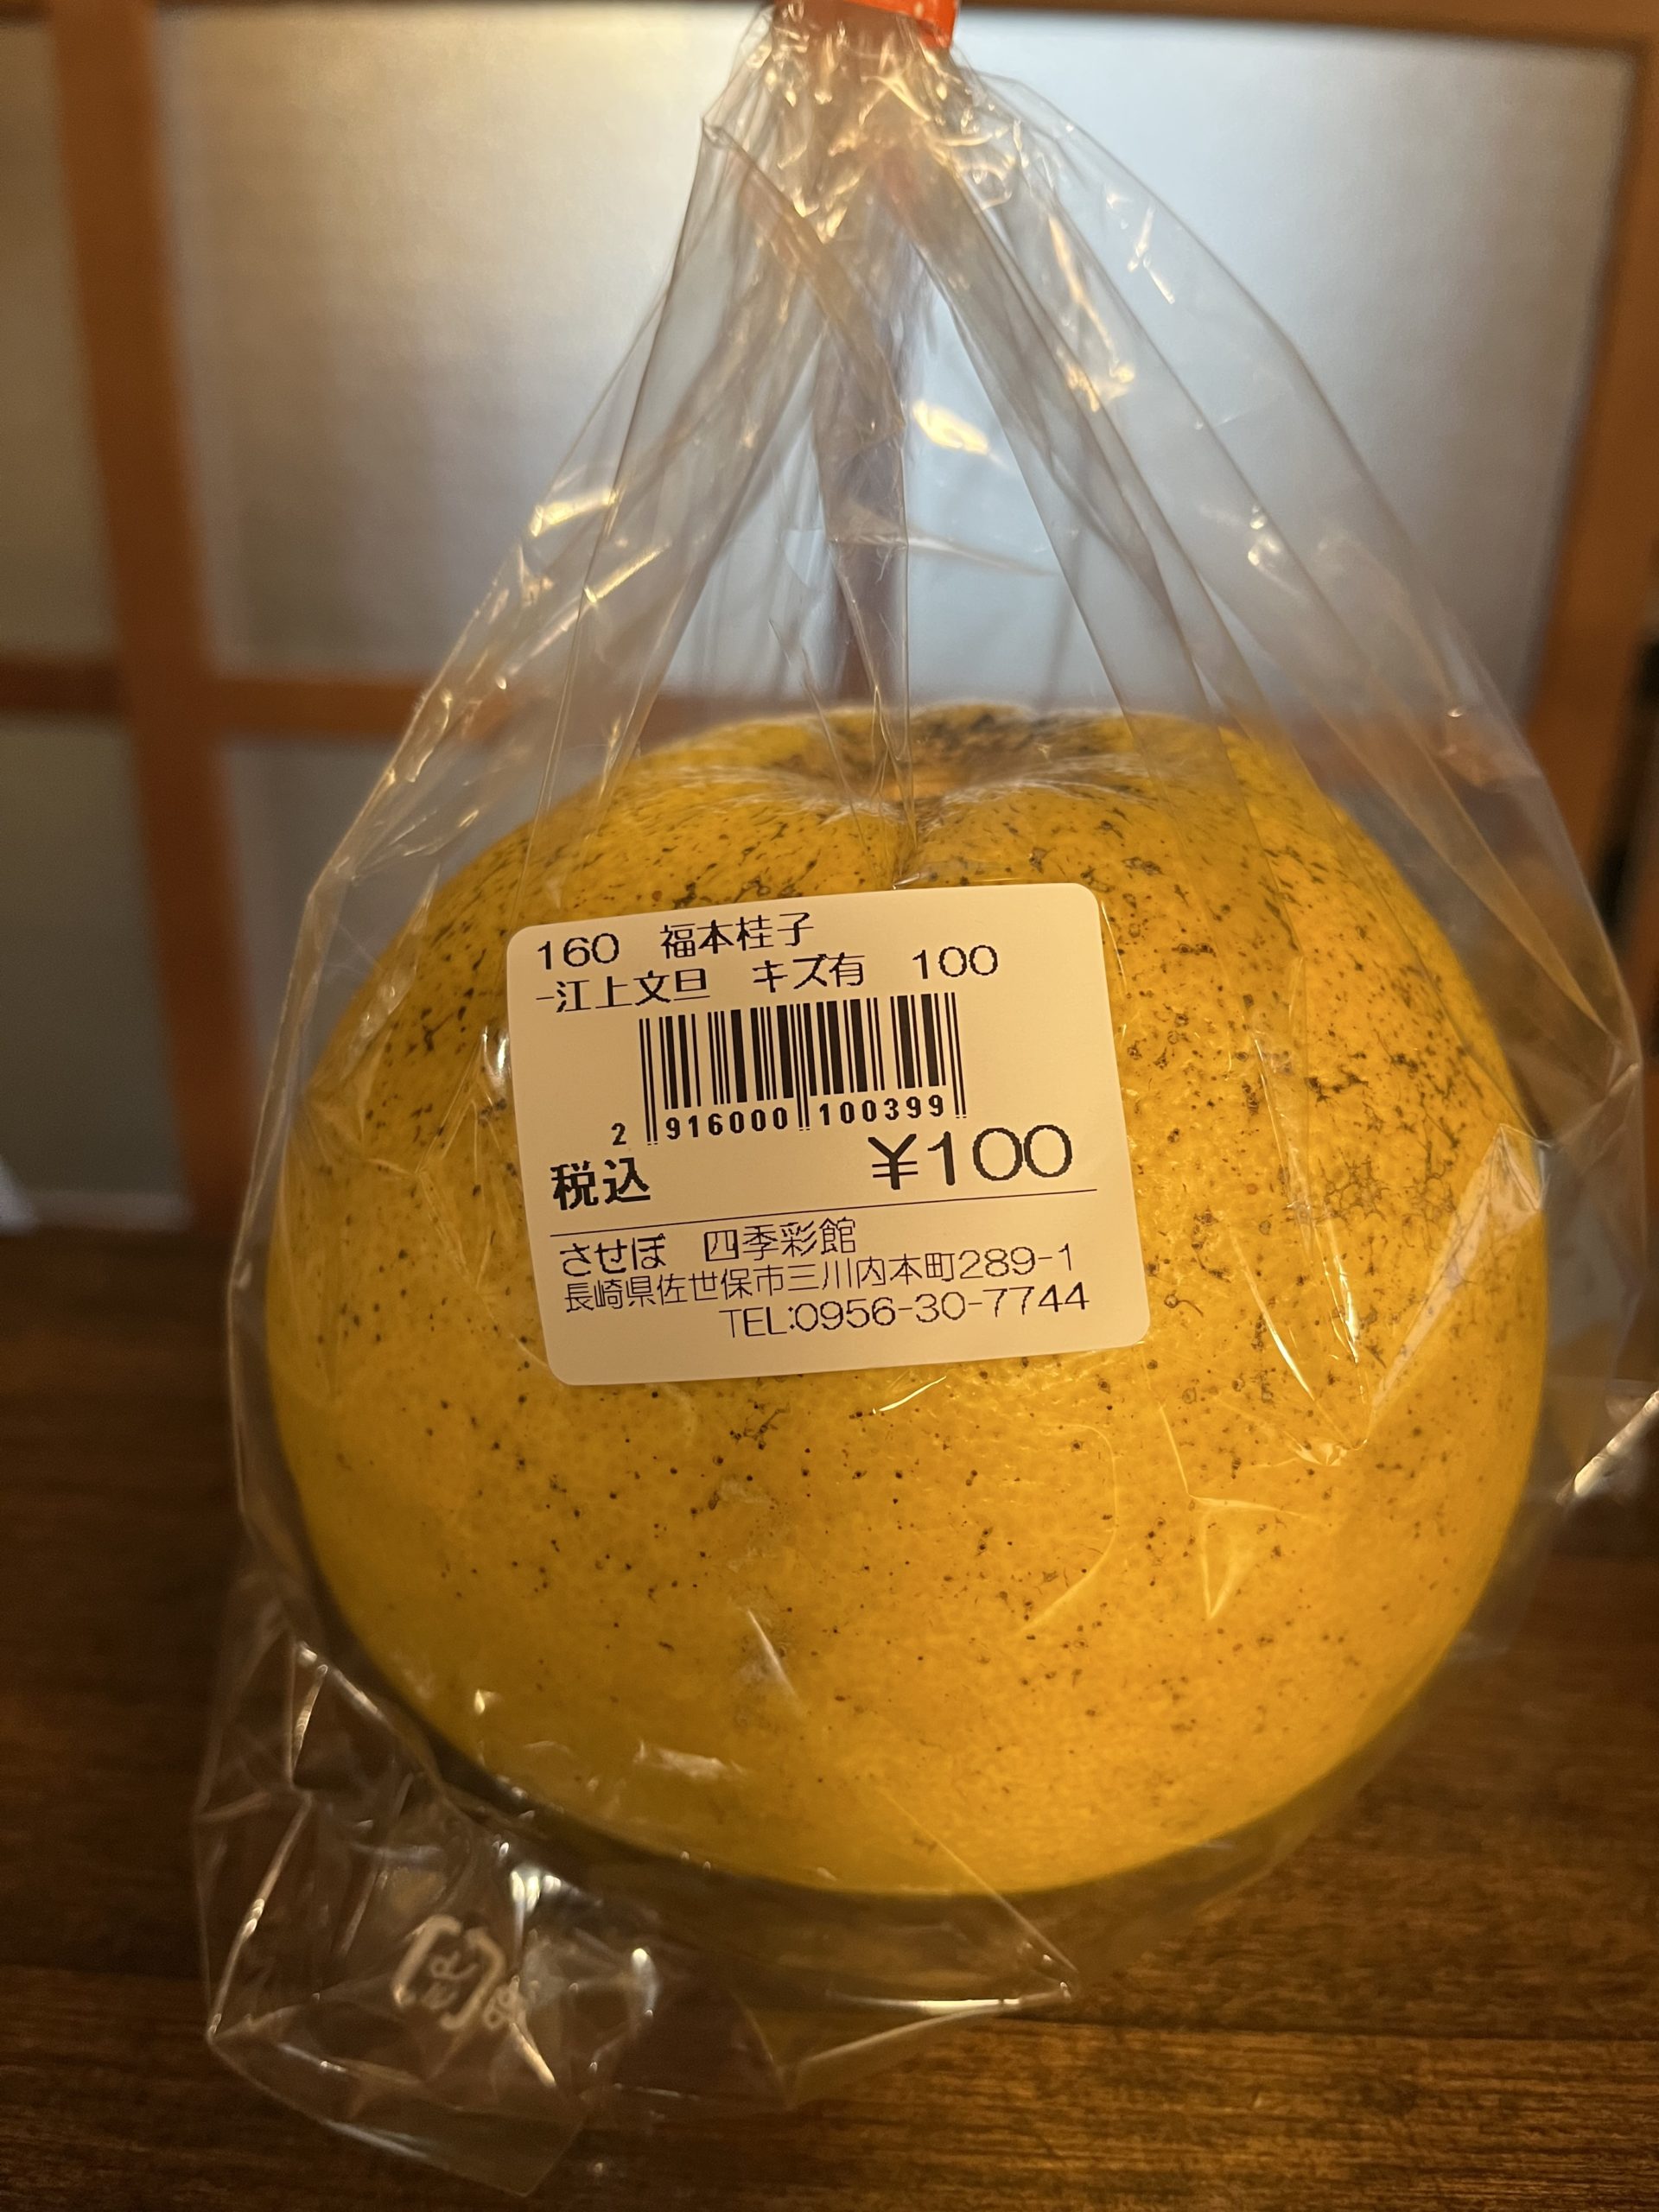 160 福本桂子
-江上文旦 キズ有 100
2 916000 100399
税込 ¥100
させぼ 四季彩館
長崎県佐世保市三川内本町289-1
TEL:0956-30-7744